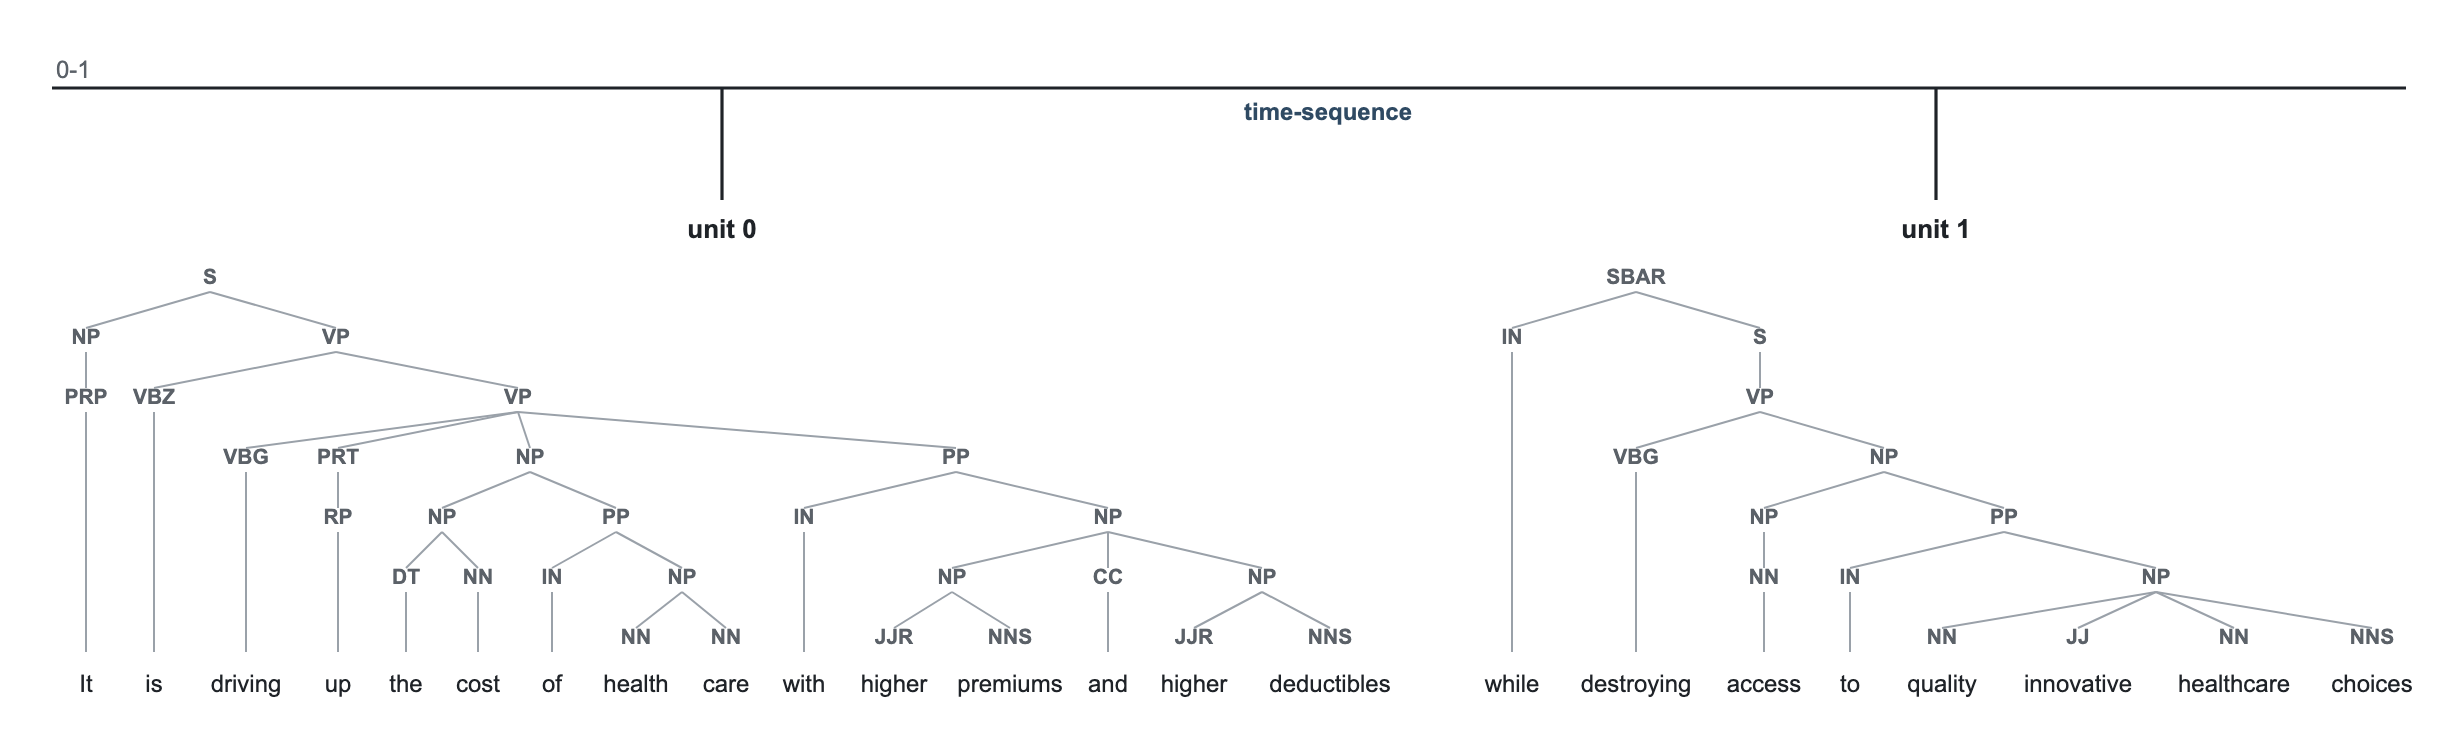 0-1
time-sequence
unit 0 unit 1
S SBAR
NP VP IN S
PRP VBZ VP VP
VBG PRT NP PP VBG NP
RP NP PP IN NP NP PP
DT NN IN NP NP CC NP NN IN NP
NN NN JJR NNS JJR NNS NN JJ NN NNS
It is driving up the cost of health care with higher premiums and higher deductibles while destroying access to quality innovative healthcare choices